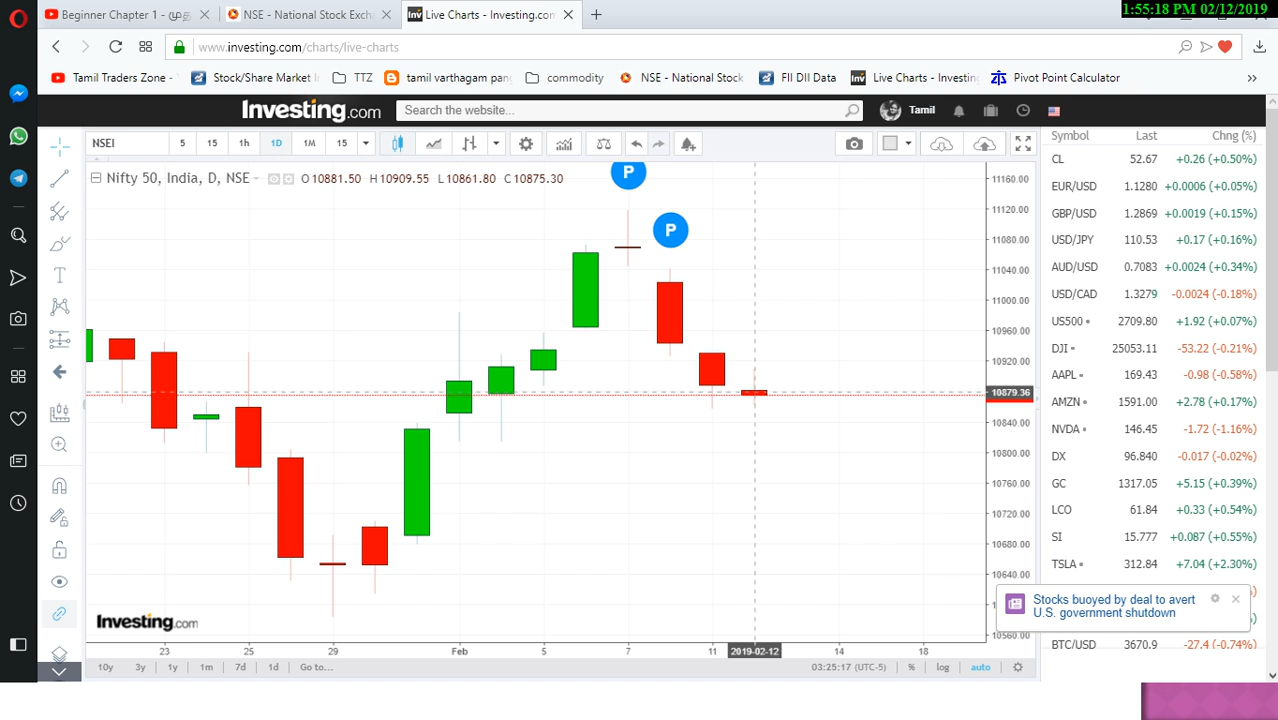 1:55:18 PM 02/12/2019
Beginner Chapter 1 - முத
NSE - National Stock Exch
Live Charts - Investing.com
www.investing.com/charts/live-charts
Tamil Traders Zone -
Stock/Share Market I
TTZ
tamil varthagam pang
commodity
NSE - National Stock
FII DII Data
Live Charts - Investin
Pivot Point Calculator
Investing.com
Search the website...
Tamil
NSEI 5 15 1h 1D 1M 15
Nifty 50, India, D, NSE O 10881.50 H 10909.55 L 10861.80 C 10875.30
P
P
11160.00
11120.00
11080.00
11040.00
11000.00
10960.00
10920.00
10879.36
10840.00
10800.00
10760.00
10720.00
10680.00
10640.00
10560.00
Investing.com
23 25 29 Feb 5 7 11 2019-02-12 14 18
10y 3y 1y 1m 7d 1d Go to... 03:25:17 (UTC-5) % log auto
Symbol Last Chng (%)
CL 52.67 +0.26 (+0.50%)
EUR/USD 1.1280 +0.0006 (+0.05%)
GBP/USD 1.2869 +0.0019 (+0.15%)
USD/JPY 110.53 +0.17 (+0.16%)
AUD/USD 0.7083 +0.0024 (+0.34%)
USD/CAD 1.3279 -0.0024 (-0.18%)
US500 2709.80 +1.92 (+0.07%)
DJI 25053.11 -53.22 (-0.21%)
AAPL 169.43 -0.98 (-0.58%)
AMZN 1591.00 +2.78 (+0.17%)
NVDA 146.45 -1.72 (-1.16%)
DX 96.840 -0.017 (-0.02%)
GC 1317.05 +5.15 (+0.39%)
LCO 61.84 +0.33 (+0.54%)
SI 15.777 +0.087 (+0.55%)
TSLA 312.84 +7.04 (+2.30%)
Stocks buoyed by deal to avert
U.S. government shutdown
BTC/USD 3670.9 -27.4 (-0.74%)